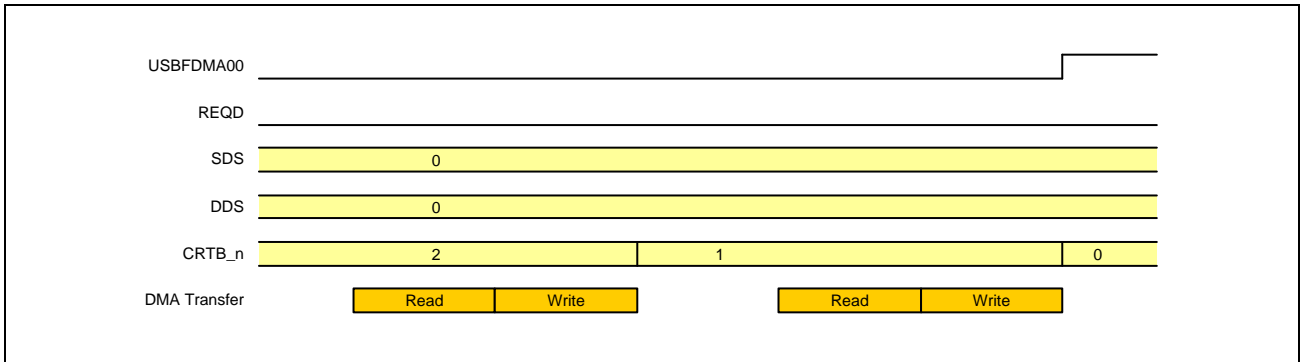 USBFDMA00
REQD
SDS 0
DDS 0
CRTB_n 2 1 0
DMA Transfer Read Write Read Write